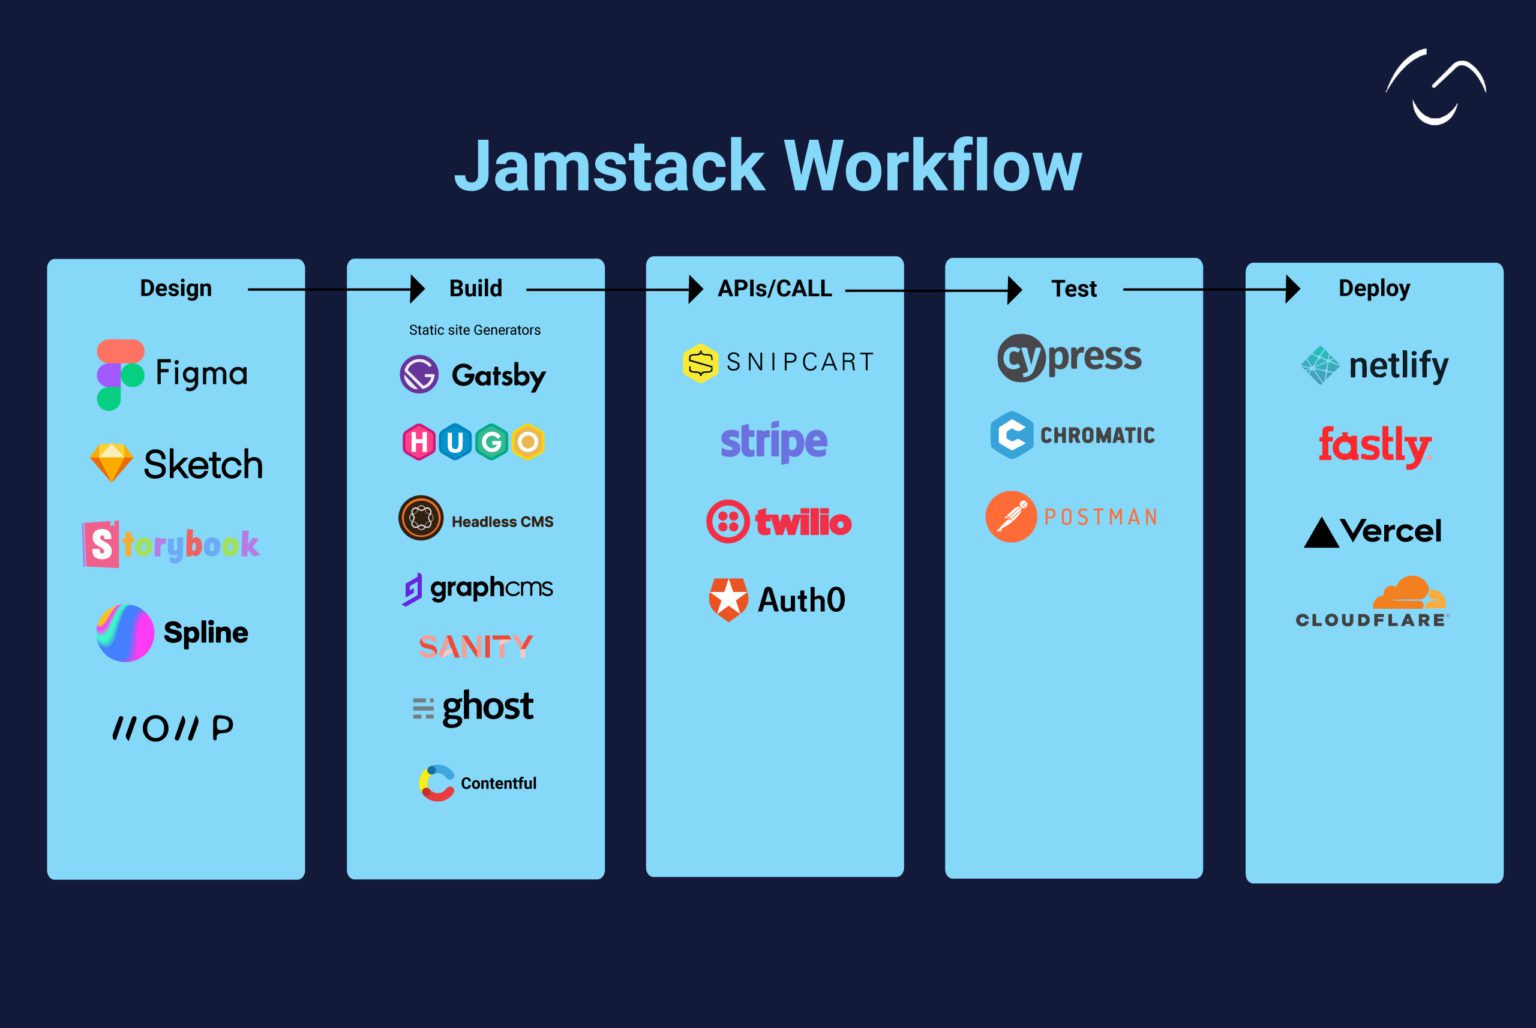 Jamstack Workflow
Design
Figma
Sketch
Storybook
Spline
Build
Static site Generators
Gatsby
HUGO
Headless CMS
graphcms
SANITY
ghost
Contentful
APIs/CALL
SNIPCART
stripe
twilio
Auth0
Test
cypress
CHROMATIC
POSTMAN
Deploy
netlify
fastly
Vercel
CLOUDFLARE